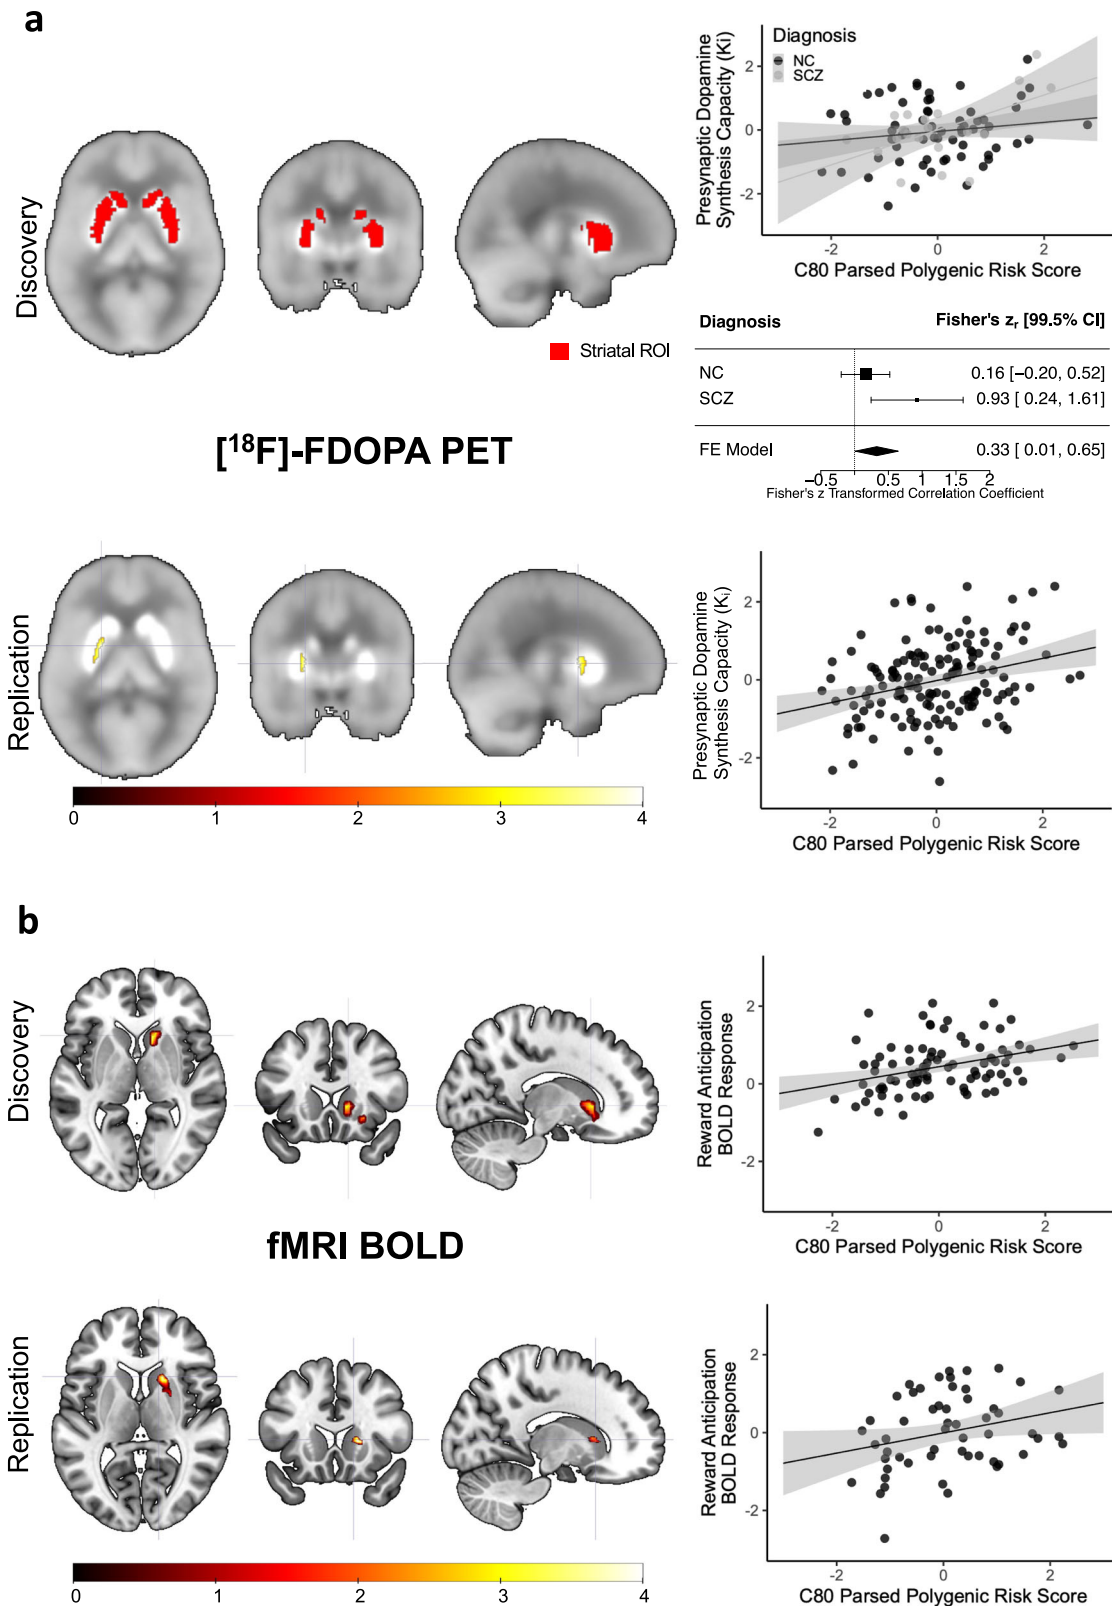 a
Discovery
Striatal ROI
Presynaptic Dopamine
Synthesis Capacity (Ki)
Diagnosis
NC
SCZ
2
0
-2
-2
0
2
C80 Parsed Polygenic Risk Score
Diagnosis
Fisher's zr [99.5% CI]
NC
0.16 [−0.20, 0.52]
SCZ
0.93 [ 0.24, 1.61]
FE Model
0.33 [ 0.01, 0.65]
−0.5
0
0.5
1
1.5
2
Fisher's z Transformed Correlation Coefficient
[18F]-FDOPA PET
Replication
0
1
2
3
4
Presynaptic Dopamine
Synthesis Capacity (Ki)
2
0
-2
-2
0
2
C80 Parsed Polygenic Risk Score
b
Discovery
Reward Anticipation
BOLD Response
2
0
-2
-2
0
2
C80 Parsed Polygenic Risk Score
fMRI BOLD
Replication
0
1
2
3
4
Reward Anticipation
BOLD Response
2
0
-2
-2
0
2
C80 Parsed Polygenic Risk Score